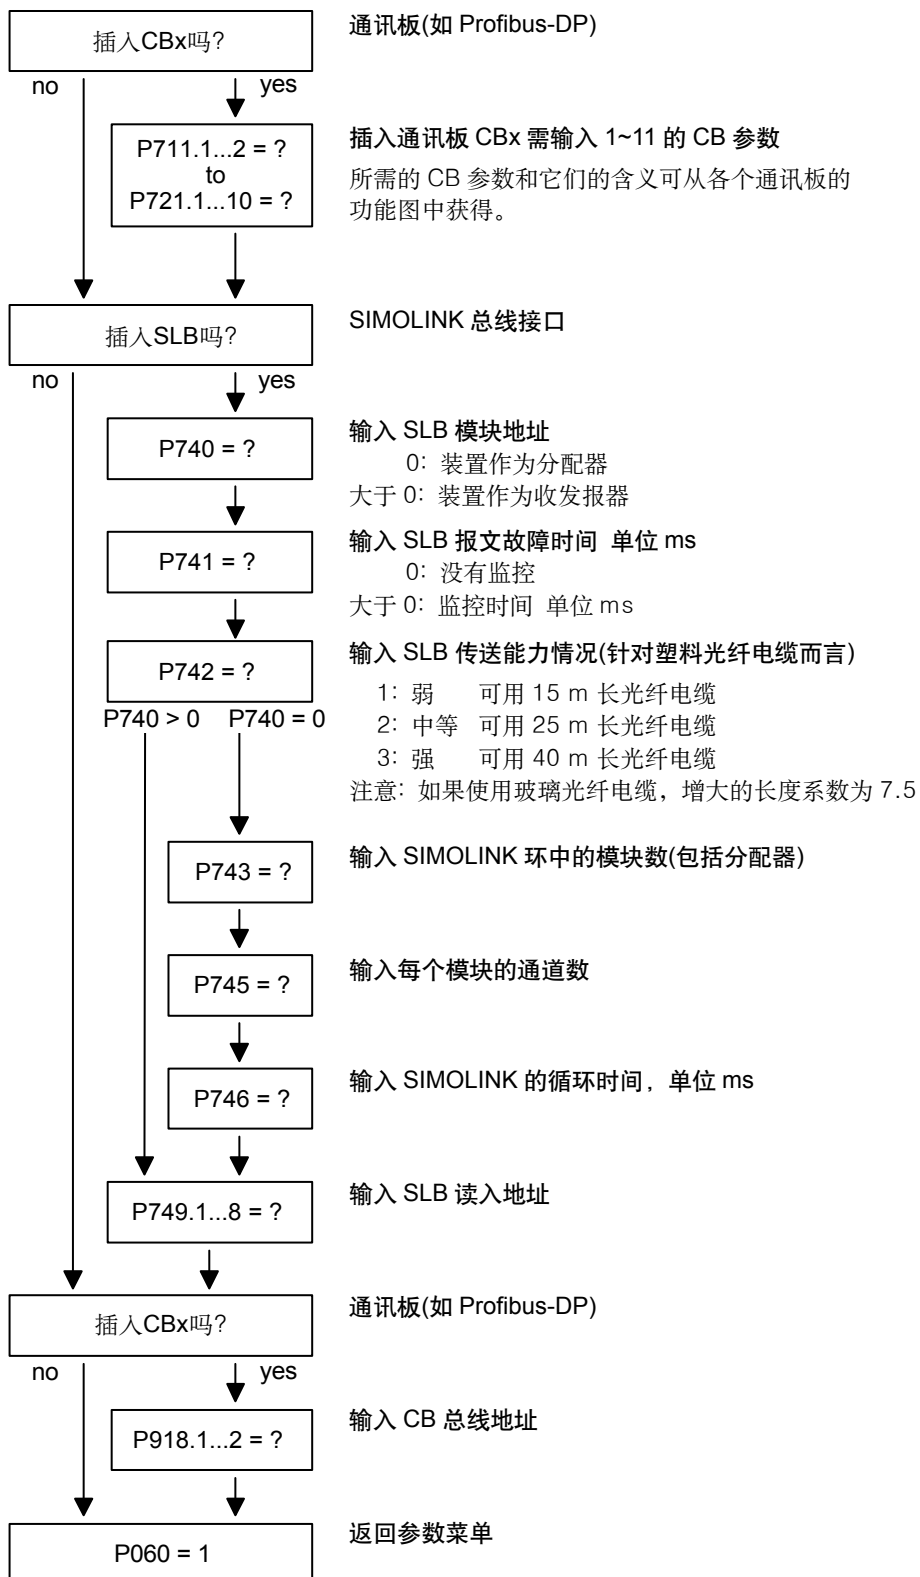 插入CBx吗?
通讯板(如 Profibus-DP)
no
yes
P711.1...2 = ?
to
P721.1...10 = ?
插入通讯板 CBx 需输入 1~11 的 CB 参数
所需的 CB 参数和它们的含义可从各个通讯板的
功能图中获得。
插入SLB吗?
SIMOLINK 总线接口
no
yes
P740 = ?
输入 SLB 模块地址
0: 装置作为分配器
大于 0: 装置作为收发报器
P741 = ?
输入 SLB 报文故障时间 单位 ms
0: 没有监控
大于 0: 监控时间 单位 ms
P742 = ?
输入 SLB 传送能力情况(针对塑料光纤电缆而言)
1: 弱 可用 15 m 长光纤电缆
2: 中等 可用 25 m 长光纤电缆
3: 强 可用 40 m 长光纤电缆
注意: 如果使用玻璃光纤电缆，增大的长度系数为 7.5
P740 > 0 P740 = 0
P743 = ?
输入 SIMOLINK 环中的模块数(包括分配器)
P745 = ?
输入每个模块的通道数
P746 = ?
输入 SIMOLINK 的循环时间，单位 ms
P749.1...8 = ?
输入 SLB 读入地址
插入CBx吗?
通讯板(如 Profibus-DP)
no
yes
P918.1...2 = ?
输入 CB 总线地址
P060 = 1
返回参数菜单